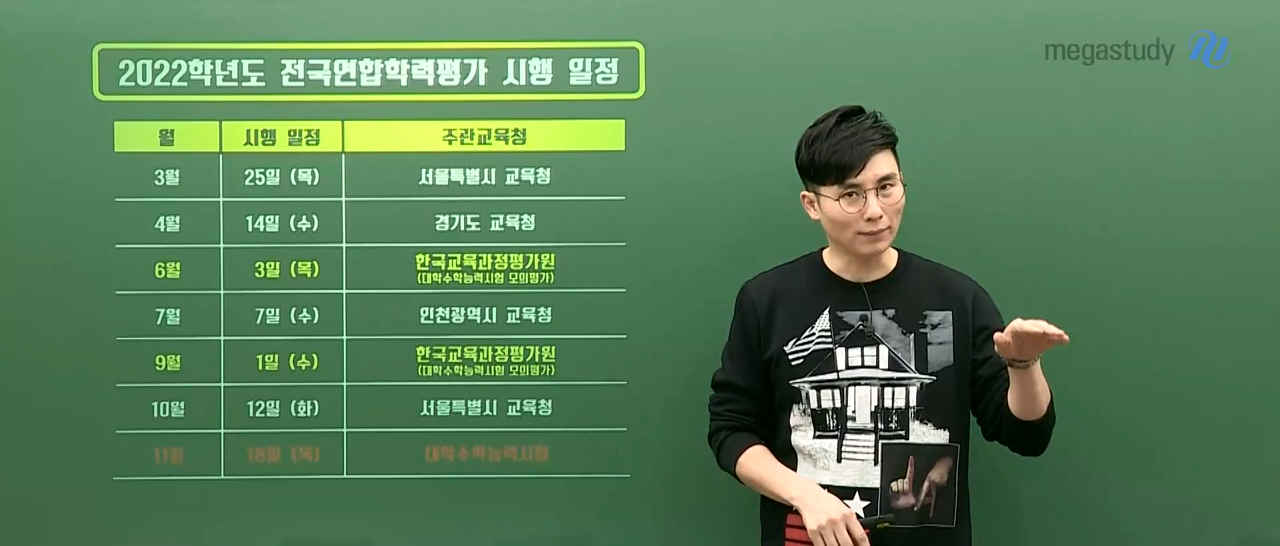 megastudy
2022학년도 전국연합학력평가 시행 일정
월 시행 일정 주관교육청
3월 25일 (목) 서울특별시 교육청
4월 14일 (수) 경기도 교육청
6월 3일 (목) 한국교육과정평가원
(대학수학능력시험 모의평가)
7월 7일 (수) 인천광역시 교육청
9월 1일 (수) 한국교육과정평가원
(대학수학능력시험 모의평가)
10월 12일 (화) 서울특별시 교육청
11월 18일 (목) 대학수학능력시험